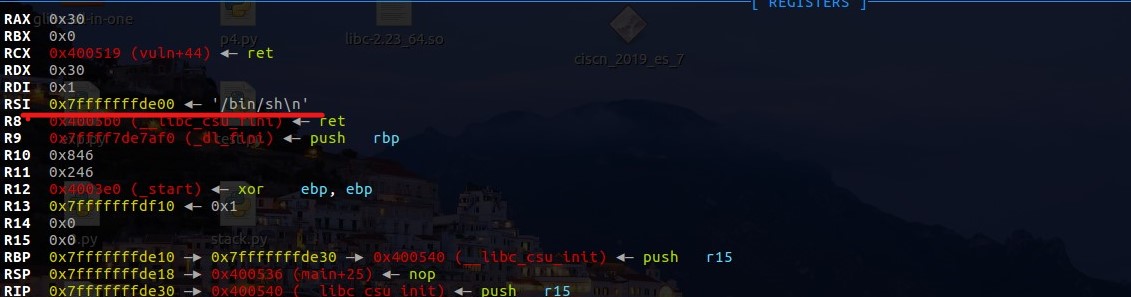 [ REGISTERS ]
RAX 0x30
RBX 0x0
RCX 0x400519 (vuln+44) ◂— ret
RDX 0x30
RDI 0x1
RSI 0x7fffffffde00 ◂— '/bin/sh\n'
R8 0x4005b0 (__libc_csu_fini) ◂— ret
R9 0x7ffff7de7af0 (_dl_fini) ◂— push rbp
R10 0x846
R11 0x246
R12 0x4003e0 (_start) ◂— xor ebp, ebp
R13 0x7fffffffdf10 ◂— 0x1
R14 0x0
R15 0x0
RBP 0x7fffffffde10 —▸ 0x7fffffffde30 —▸ 0x400540 (__libc_csu_init) ◂— push r15
RSP 0x7fffffffde18 —▸ 0x400536 (main+25) ◂— nop
RIP 0x7fffffffde30 —▸ 0x400540 (__libc_csu_init) ◂— push r15
p4.py
libc-2.23_64.so
ciscn_2019_es_7
stack.py